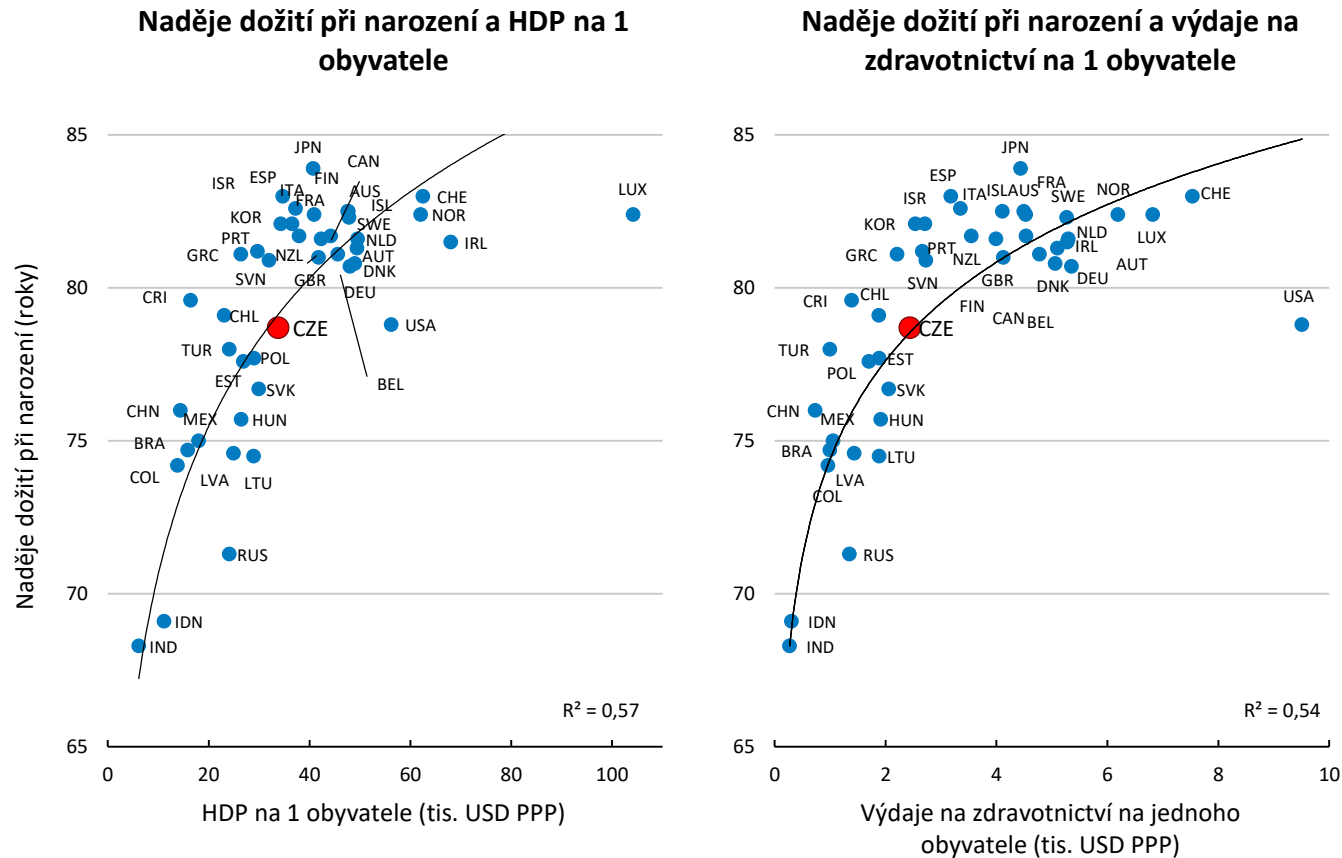 Naděje dožití při narození a HDP na 1
obyvatele
Naděje dožití při narození (roky)
85
80
75
70
65
JPN
CAN
ISR
ESP
ITA
FIN
FRA
AUS
ISL
CHE
LUX
KOR
NOR
PRT
SWE
GRC
NZL
NLD
IRL
AUT
SVN
GBR
DNK
DEU
CRI
CHL
CZE
USA
TUR
POL
EST
BEL
SVK
CHN
MEX
HUN
BRA
COL
LVA
LTU
RUS
IDN
IND
R² = 0,57
0
20
40
60
80
100
HDP na 1 obyvatele (tis. USD PPP)
Naděje dožití při narození a výdaje na
zdravotnictví na 1 obyvatele
85
80
75
70
65
JPN
ESP
ISR
ITA
ISL
AUS
FRA
SWE
NOR
CHE
KOR
LUX
GRC
PRT
NZL
NLD
IRL
AUT
SVN
GBR
DNK
DEU
CRI
CHL
FIN
CAN
BEL
USA
CZE
TUR
EST
POL
SVK
CHN
MEX
HUN
BRA
LTU
LVA
COL
RUS
IDN
IND
R² = 0,54
0
2
4
6
8
10
Výdaje na zdravotnictví na jednoho
obyvatele (tis. USD PPP)